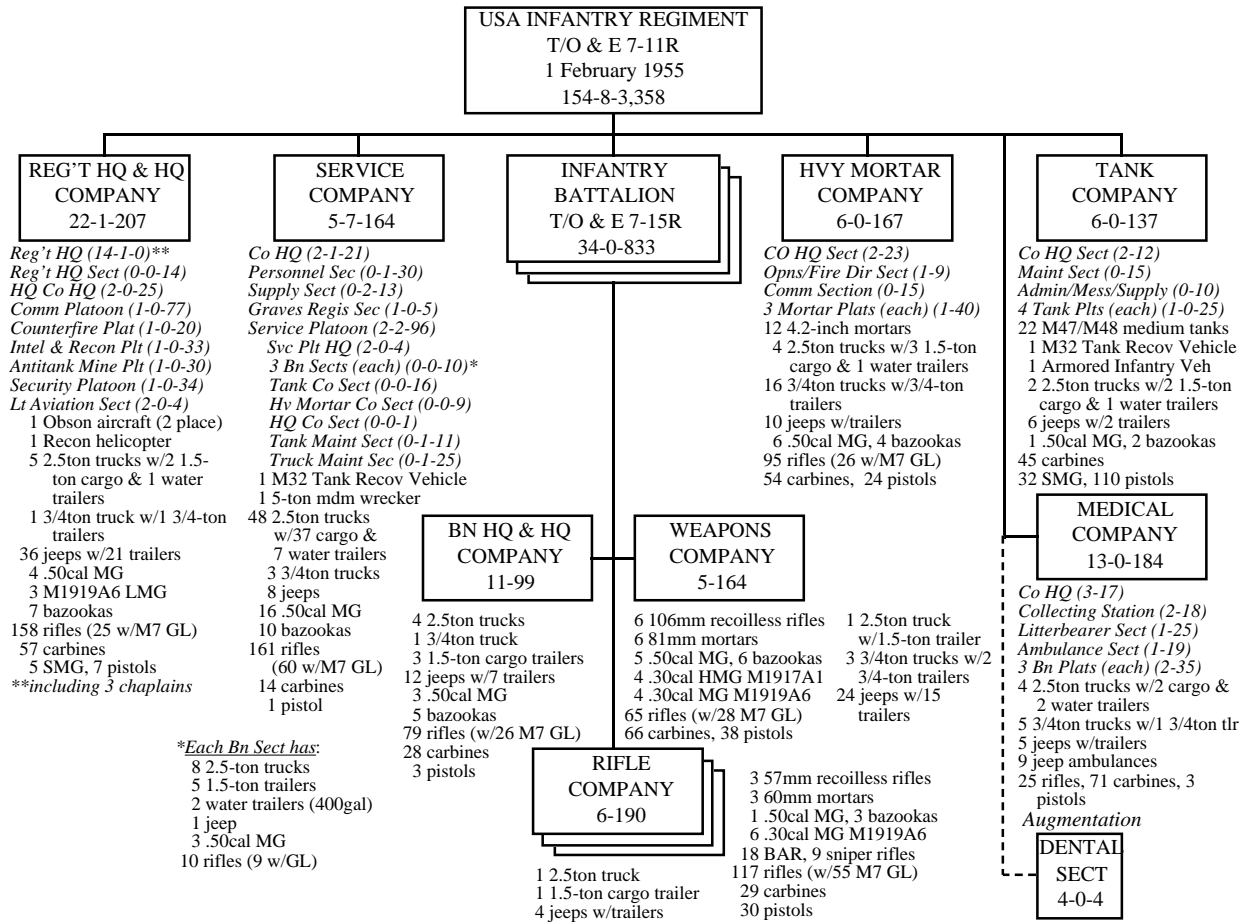 USA INFANTRY REGIMENT
T/O & E 7-11R
1 February 1955
154-8-3,358
REG'T HQ & HQ
COMPANY
22-1-207
Reg't HQ (14-1-0)**
Reg't HQ Sect (0-0-14)
HQ Co HQ (2-0-25)
Comm Platoon (1-0-77)
Counterfire Plat (1-0-20)
Intel & Recon Plt (1-0-33)
Antitank Mine Plt (1-0-30)
Security Platoon (1-0-34)
Lt Aviation Sect (2-0-4)
1 Obson aircraft (2 place)
1 Recon helicopter
5 2.5ton trucks w/2 1.5-
ton cargo & 1 water
trailers
1 3/4ton truck w/1 3/4-ton
trailers
36 jeeps w/21 trailers
4 .50cal MG
3 M1919A6 LMG
7 bazookas
158 rifles (25 w/M7 GL)
57 carbines
5 SMG, 7 pistols
**including 3 chaplains
SERVICE
COMPANY
5-7-164
Co HQ (2-1-21)
Personnel Sec (0-1-30)
Supply Sect (0-2-13)
Graves Regis Sec (1-0-5)
Service Platoon (2-2-96)
Svc Plt HQ (2-0-4)
3 Bn Sects (each) (0-0-10)*
Tank Co Sect (0-0-16)
Hv Mortar Co Sect (0-0-9)
HQ Co Sect (0-0-1)
Tank Maint Sect (0-1-11)
Truck Maint Sec (0-1-25)
1 M32 Tank Recov Vehicle
1 5-ton mdm wrecker
48 2.5ton trucks
w/37 cargo &
7 water trailers
3 3/4ton trucks
8 jeeps
16 .50cal MG
10 bazookas
161 rifles
(60 w/M7 GL)
14 carbines
1 pistol
*Each Bn Sect has:
8 2.5-ton trucks
5 1.5-ton trailers
2 water trailers (400gal)
1 jeep
3 .50cal MG
10 rifles (9 w/GL)
INFANTRY
BATTALION
T/O & E 7-15R
34-0-833
BN HQ & HQ
COMPANY
11-99
4 2.5ton trucks
1 3/4ton truck
3 1.5-ton cargo trailers
12 jeeps w/7 trailers
3 .50cal MG
5 bazookas
79 rifles (w/26 M7 GL)
28 carbines
3 pistols
WEAPONS
COMPANY
5-164
6 106mm recoilless rifles
6 81mm mortars
5 .50cal MG, 6 bazookas
4 .30cal HMG M1917A1
4 .30cal MG M1919A6
65 rifles (w/28 M7 GL)
66 carbines, 38 pistols
1 2.5ton truck
w/1.5-ton trailer
3 3/4ton trucks w/2
3/4-ton trailers
24 jeeps w/15
trailers
RIFLE
COMPANY
6-190
1 2.5ton truck
1 1.5-ton cargo trailer
4 jeeps w/trailers
3 57mm recoilless rifles
3 60mm mortars
1 .50cal MG, 3 bazookas
6 .30cal MG M1919A6
18 BAR, 9 sniper rifles
117 rifles (w/55 M7 GL)
29 carbines
30 pistols
HVY MORTAR
COMPANY
6-0-167
CO HQ Sect (2-23)
Opns/Fire Dir Sect (1-9)
Comm Section (0-15)
3 Mortar Plats (each) (1-40)
12 4.2-inch mortars
4 2.5ton trucks w/3 1.5-ton
cargo & 1 water trailers
16 3/4ton trucks w/3/4-ton
trailers
10 jeeps w/trailers
6 .50cal MG, 4 bazookas
95 rifles (26 w/M7 GL)
54 carbines, 24 pistols
TANK
COMPANY
6-0-137
Co HQ Sect (2-12)
Maint Sect (0-15)
Admin/Mess/Supply (0-10)
4 Tank Plts (each) (1-0-25)
22 M47/M48 medium tanks
1 M32 Tank Recov Vehicle
1 Armored Infantry Veh
2 2.5ton trucks w/2 1.5-ton
cargo & 1 water trailers
6 jeeps w/2 trailers
1 .50cal MG, 2 bazookas
45 carbines
32 SMG, 110 pistols
MEDICAL
COMPANY
13-0-184
Co HQ (3-17)
Collecting Station (2-18)
Litterbearer Sect (1-25)
Ambulance Sect (1-19)
3 Bn Plats (each) (2-35)
4 2.5ton trucks w/2 cargo &
2 water trailers
5 3/4ton trucks w/1 3/4ton tlr
5 jeeps w/trailers
9 jeep ambulances
25 rifles, 71 carbines, 3
pistols
Augmentation
DENTAL
SECT
4-0-4